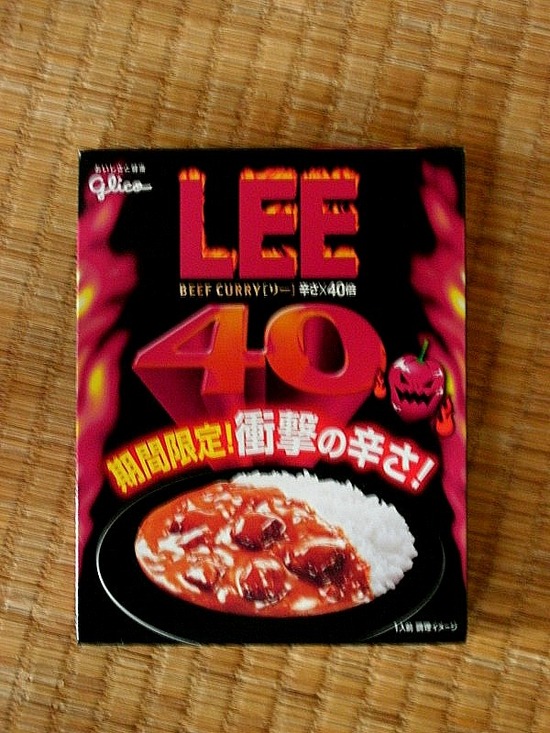 おいしさと健康
glico
LEE
BEEF CURRY[リー] 辛さ×40倍
40
期間限定!衝撃の辛さ!
1人前 調理イメージ